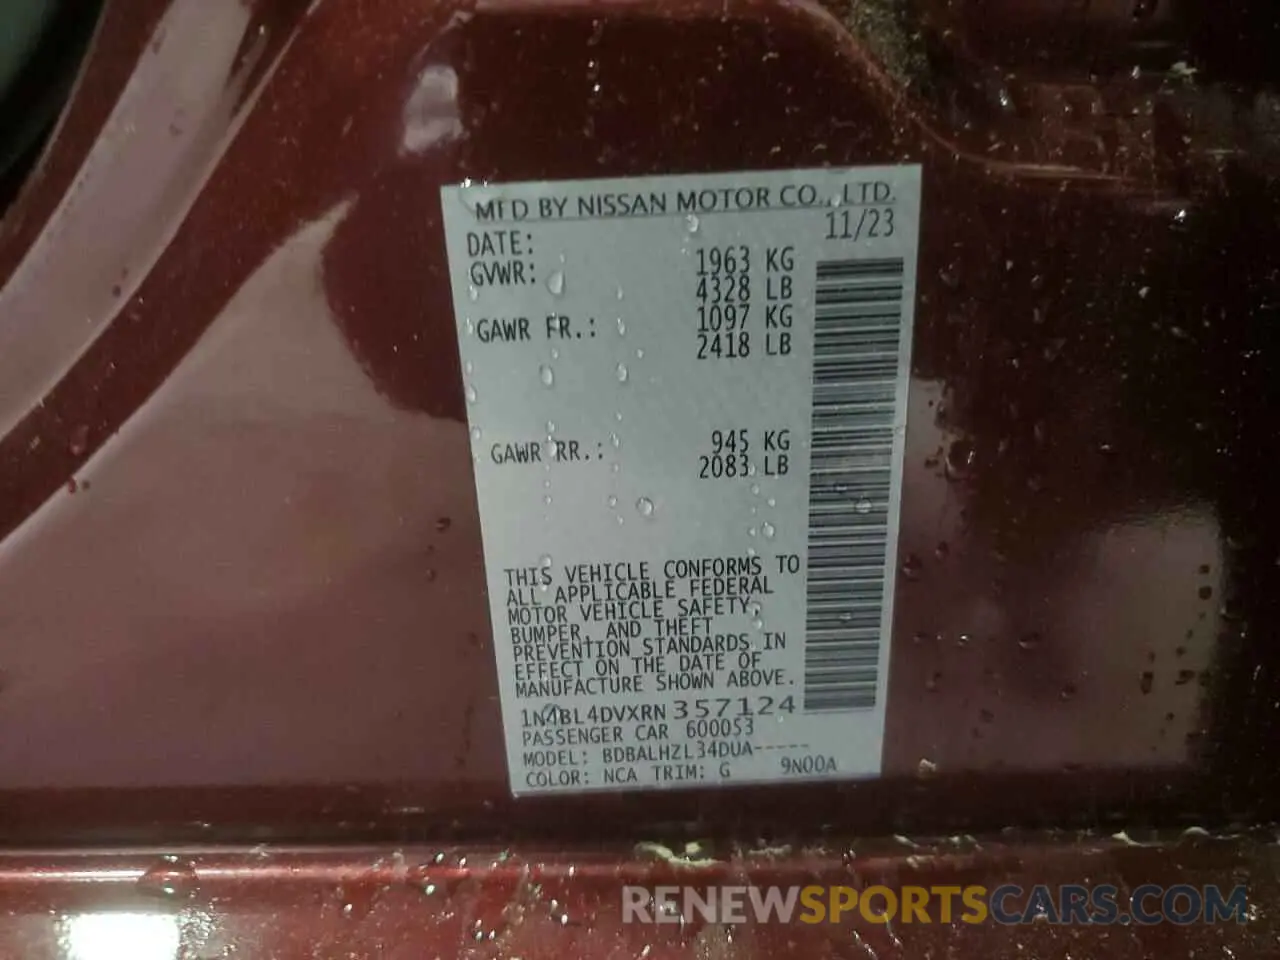 MFD BY NISSAN MOTOR CO., LTD.
DATE: 11/23
GVWR: 1963 KG
4328 LB
GAWR FR.: 1097 KG
2418 LB
GAWR RR.: 945 KG
2083 LB
THIS VEHICLE CONFORMS TO
ALL APPLICABLE FEDERAL
MOTOR VEHICLE SAFETY,
BUMPER, AND THEFT
PREVENTION STANDARDS IN
EFFECT ON THE DATE OF
MANUFACTURE SHOWN ABOVE.
1N4BL4DVXRN357124
PASSENGER CAR 600053
MODEL: BDBALHZL34DUA-----
COLOR: NCA TRIM: G 9N00A
RENEWSPORTSCARS.COM